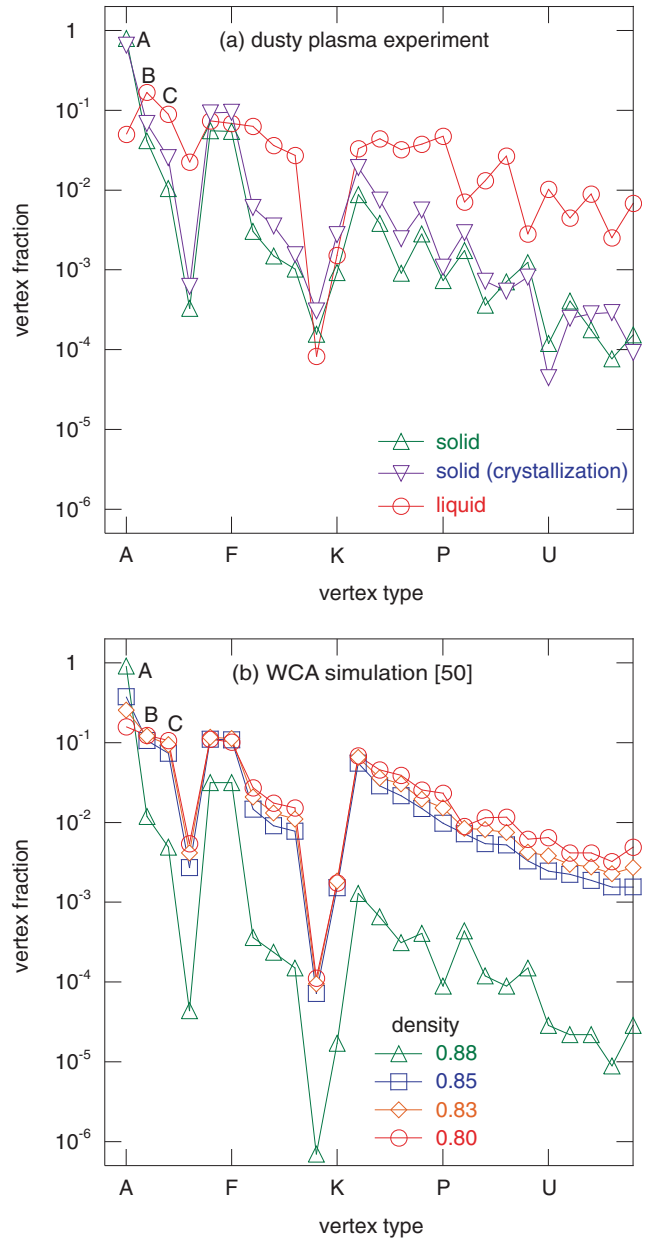 (a) dusty plasma experiment
1
10⁻¹
10⁻²
10⁻³
10⁻⁴
10⁻⁵
10⁻⁶
vertex fraction
A
B
C
solid
solid (crystallization)
liquid
A F K P U
vertex type
(b) WCA simulation [50]
1
10⁻¹
10⁻²
10⁻³
10⁻⁴
10⁻⁵
10⁻⁶
vertex fraction
A
B
C
density
0.88
0.85
0.83
0.80
A F K P U
vertex type